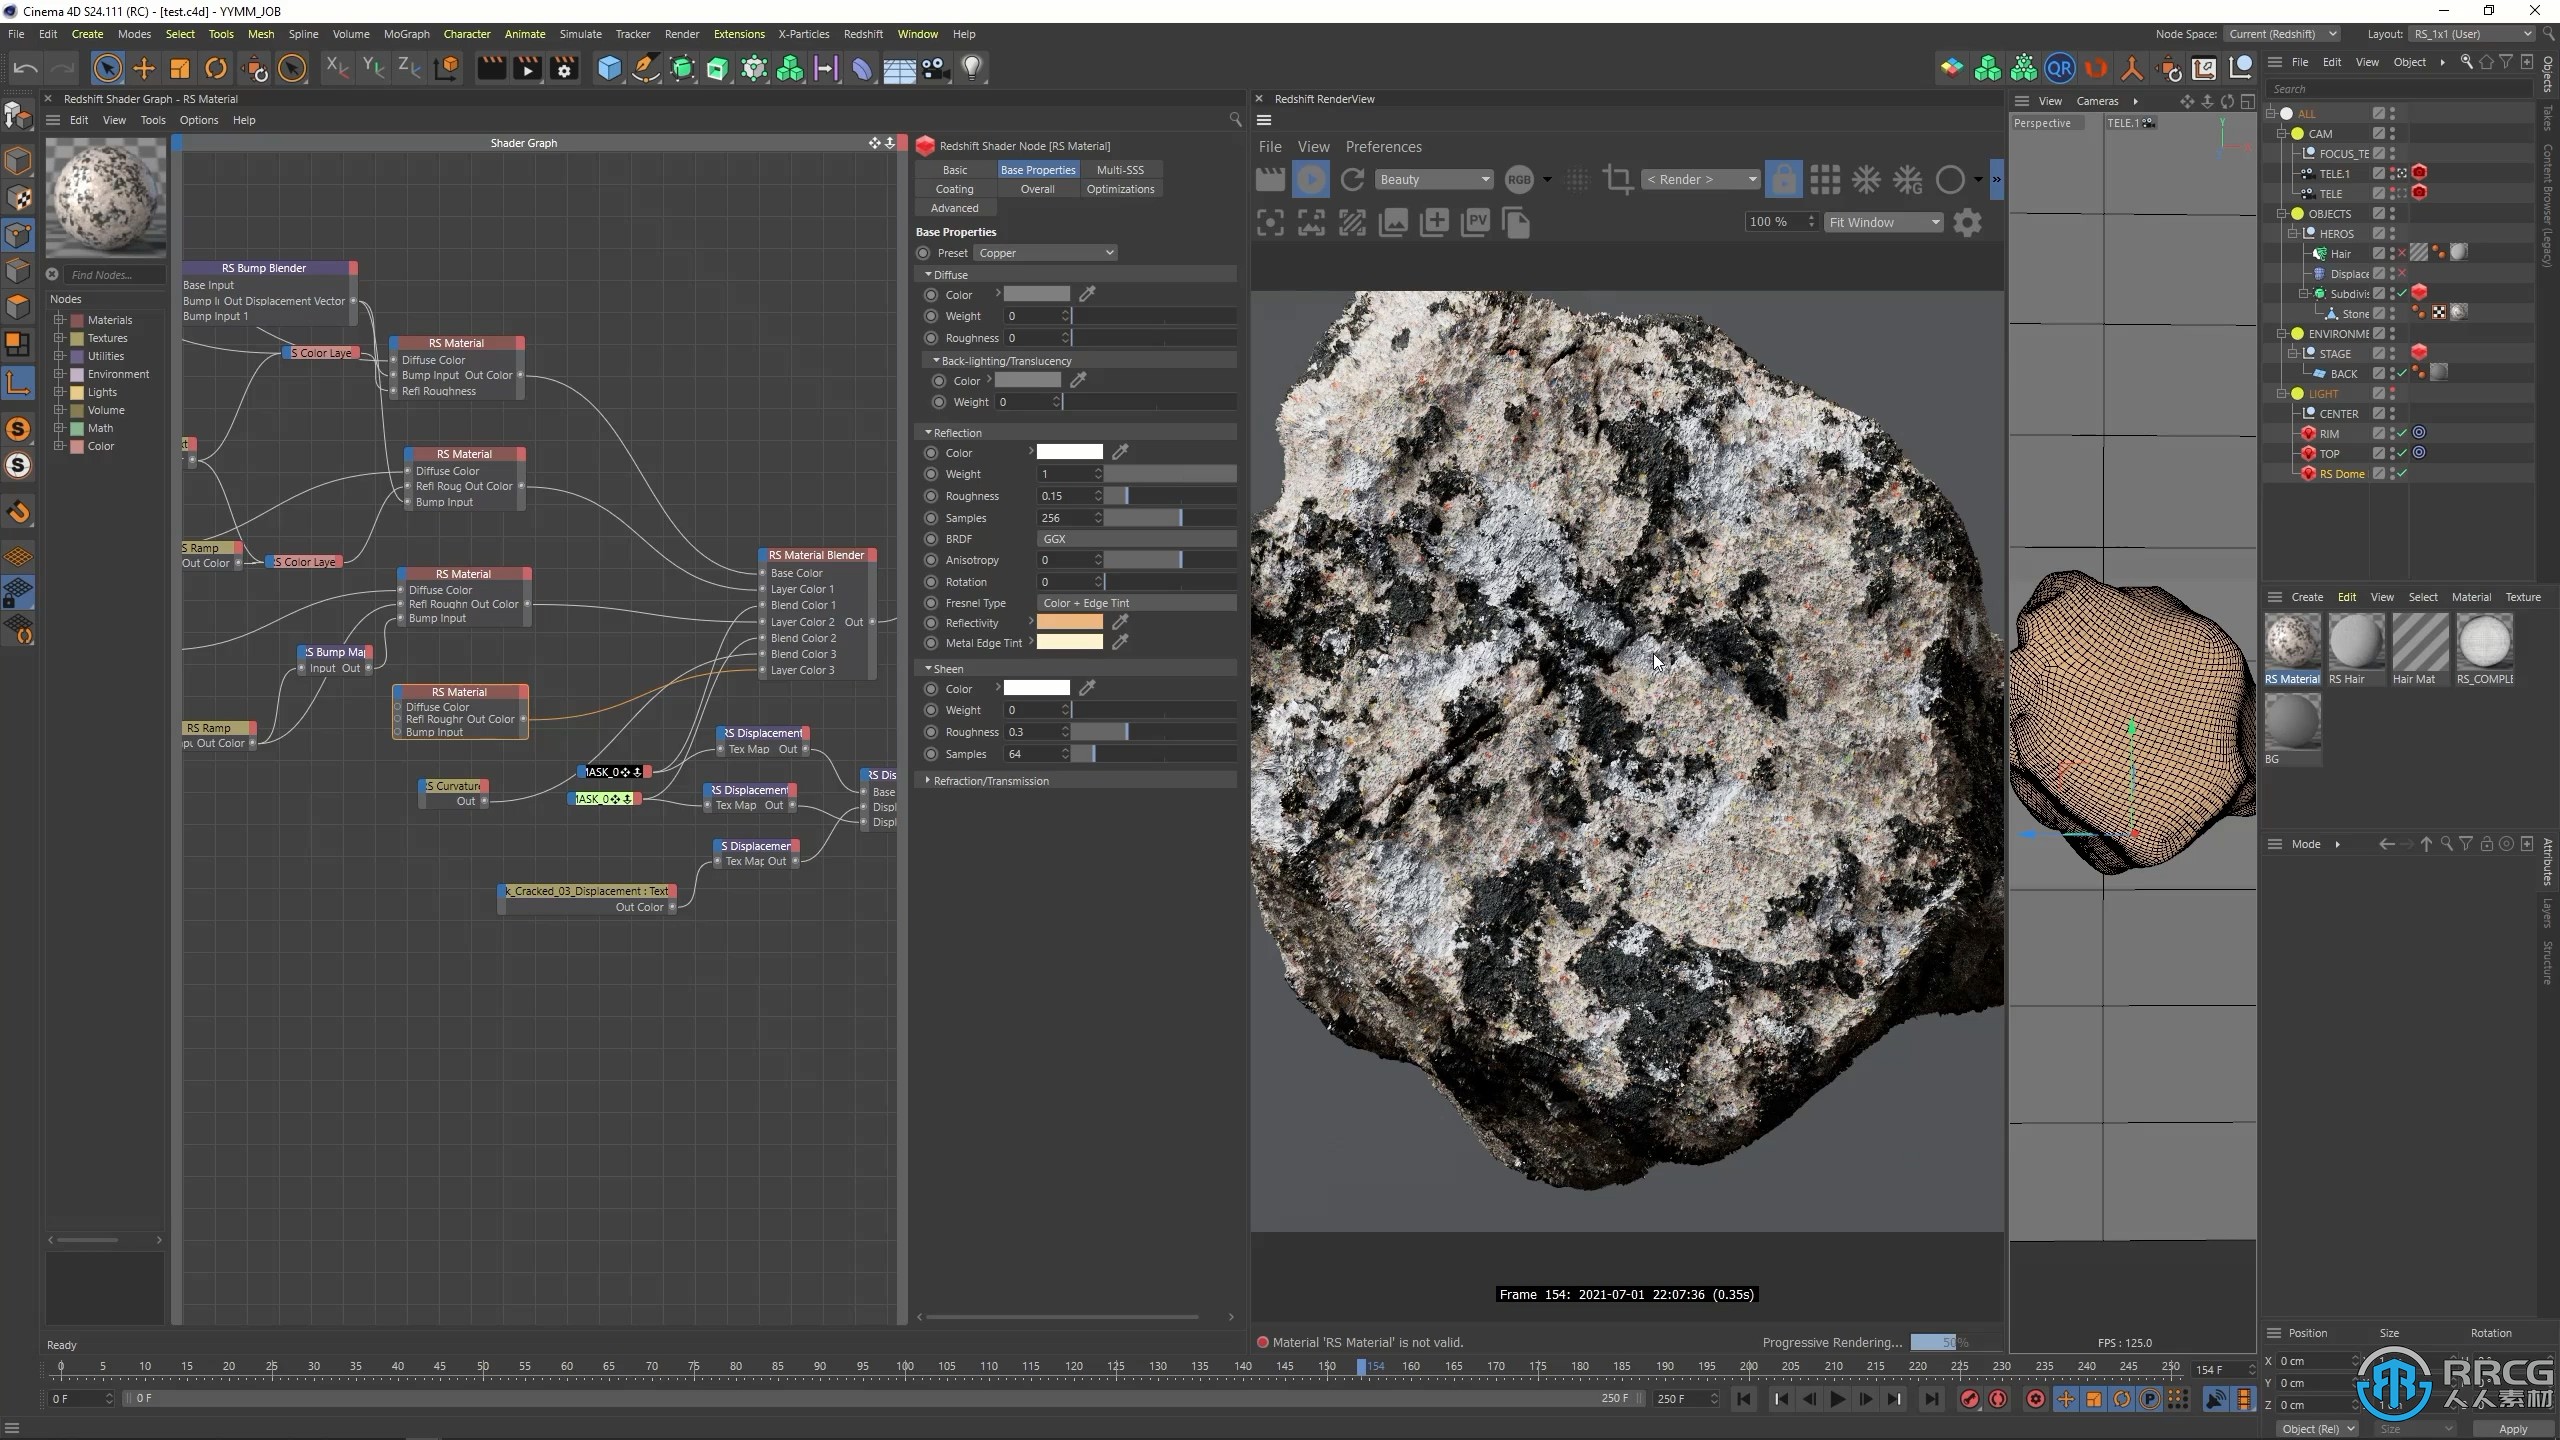 Cinema 4D S24.111 (RC) - [test.c4d] - YYMM_JOB
File Edit Create Modes Select Tools Mesh Spline Volume MoGraph Character Animate Simulate Tracker Render Extensions X-Particles Redshift Window Help
Node Space: Current (Redshift) Layout: RS_1x1 (User)
Redshift Shader Graph - RS Material
Edit View Tools Options Help
Shader Graph
Find Nodes...
Nodes
Materials
Textures
Utilities
Environment
Lights
Volume
Math
Color
RS Bump Blender
Base Input
Bump Iı Out Displacement Vector
Bump Input 1
S Color Laye
RS Material
Diffuse Color
Bump Input Out Color
Refl Roughness
RS Material
Diffuse Color
Refl Roug Out Color
Bump Input
S Ramp
Out Color
S Color Laye
RS Material
Diffuse Color
Refl Roughn Out Color
Bump Input
S Bump Ma
Input Out
RS Material
Diffuse Color
Refl Roughr Out Color
Bump Input
RS Ramp
Out Color
S Curvature
Out
MASK_0
MASK_0
RS Material Blender
Base Color
Layer Color 1
Blend Color 1
Layer Color 2 Out
Blend Color 2
Blend Color 3
Layer Color 3
RS Displacement
Tex Map Out
RS Displacement
Tex Map Out
S Displacemer
Tex Maş Out
RS Dis
Base
Displ
Displ
k_Cracked_03_Displacement : Text
Out Color
Ready
Redshift Shader Node [RS Material]
Basic Base Properties Multi-SSS
Coating Overall Optimizations
Advanced
Base Properties
Preset Copper
Diffuse
Color
Weight 0
Roughness 0
Back-lighting/Translucency
Color
Weight 0
Reflection
Color
Weight 1
Roughness 0.15
Samples 256
BRDF GGX
Anisotropy 0
Rotation 0
Fresnel Type Color + Edge Tint
Reflectivity
Metal Edge Tint
Sheen
Color
Weight 0
Roughness 0.3
Samples 64
Refraction/Transmission
Redshift RenderView
File View Preferences
Beauty RGB < Render >
PV 100 % Fit Window
Frame 154: 2021-07-01 22:07:36 (0.35s)
Material 'RS Material' is not valid.
Progressive Rendering... 50%
View Cameras
Perspective TELE.1
FPS : 125.0
File Edit View Object
Search
ALL
CAM
FOCUS_TE
TELE.1
TELE
OBJECTS
HEROS
Hair
Displace
Subdivis
Stone
ENVIRONME
STAGE
BACK
LIGHT
CENTER
RIM
TOP
RS Dome
Objects
Takes
Content Browser (Legacy)
Create Edit View Select Material Texture
RS Material RS Hair Hair Mat RS_COMPLE
BG
Mode
Attributes
Layers
Structure
0 5 10 15 20 25 30 35 40 45 50 55 60 65 70 75 80 85 90 95 100 105 110 115 120 125 130 135 140 145 150 154 160 165 170 175 180 185 190 195 200 205 210 215 220 225 230 235 240 245 250 154 F
0 F 0 F 250 F 250 F
Position Size Rotation
X 0 cm
Y 0 cm
Z 0 cm
Object (Rel) Size Apply
RRCG
人人素材